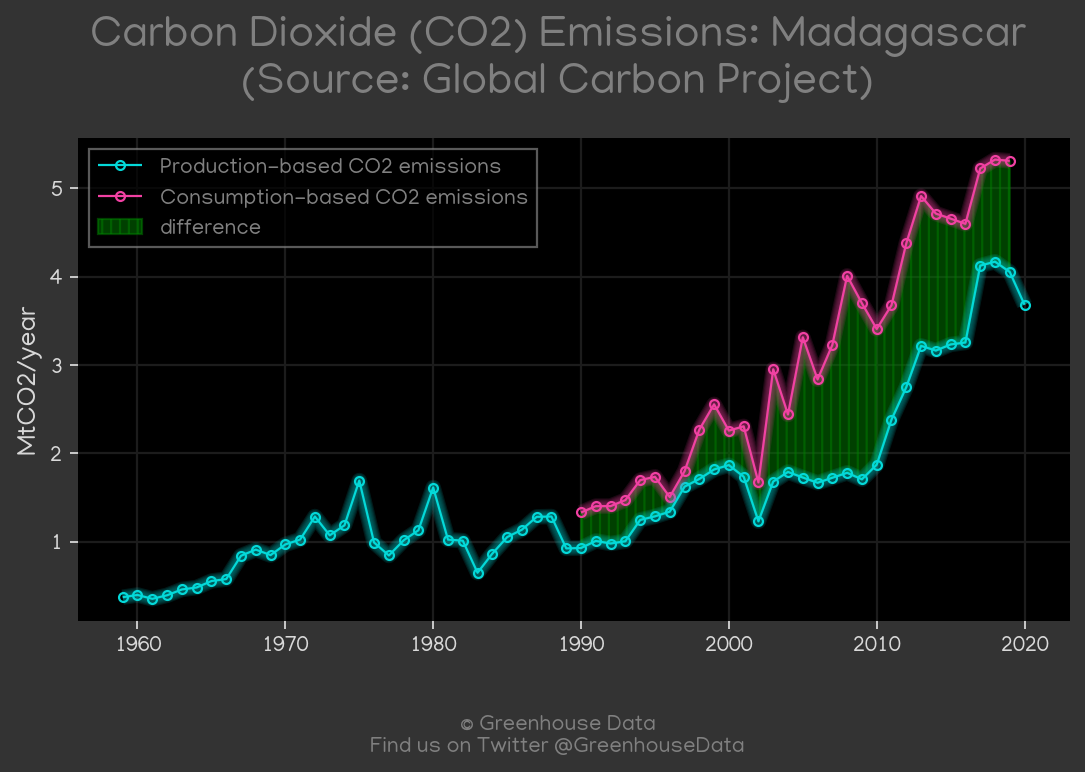 Carbon Dioxide (CO2) Emissions: Madagascar
(Source: Global Carbon Project)
Production-based CO2 emissions
Consumption-based CO2 emissions
difference
MtCO2/year
5
4
3
2
1
1960 1970 1980 1990 2000 2010 2020
© Greenhouse Data
Find us on Twitter @GreenhouseData